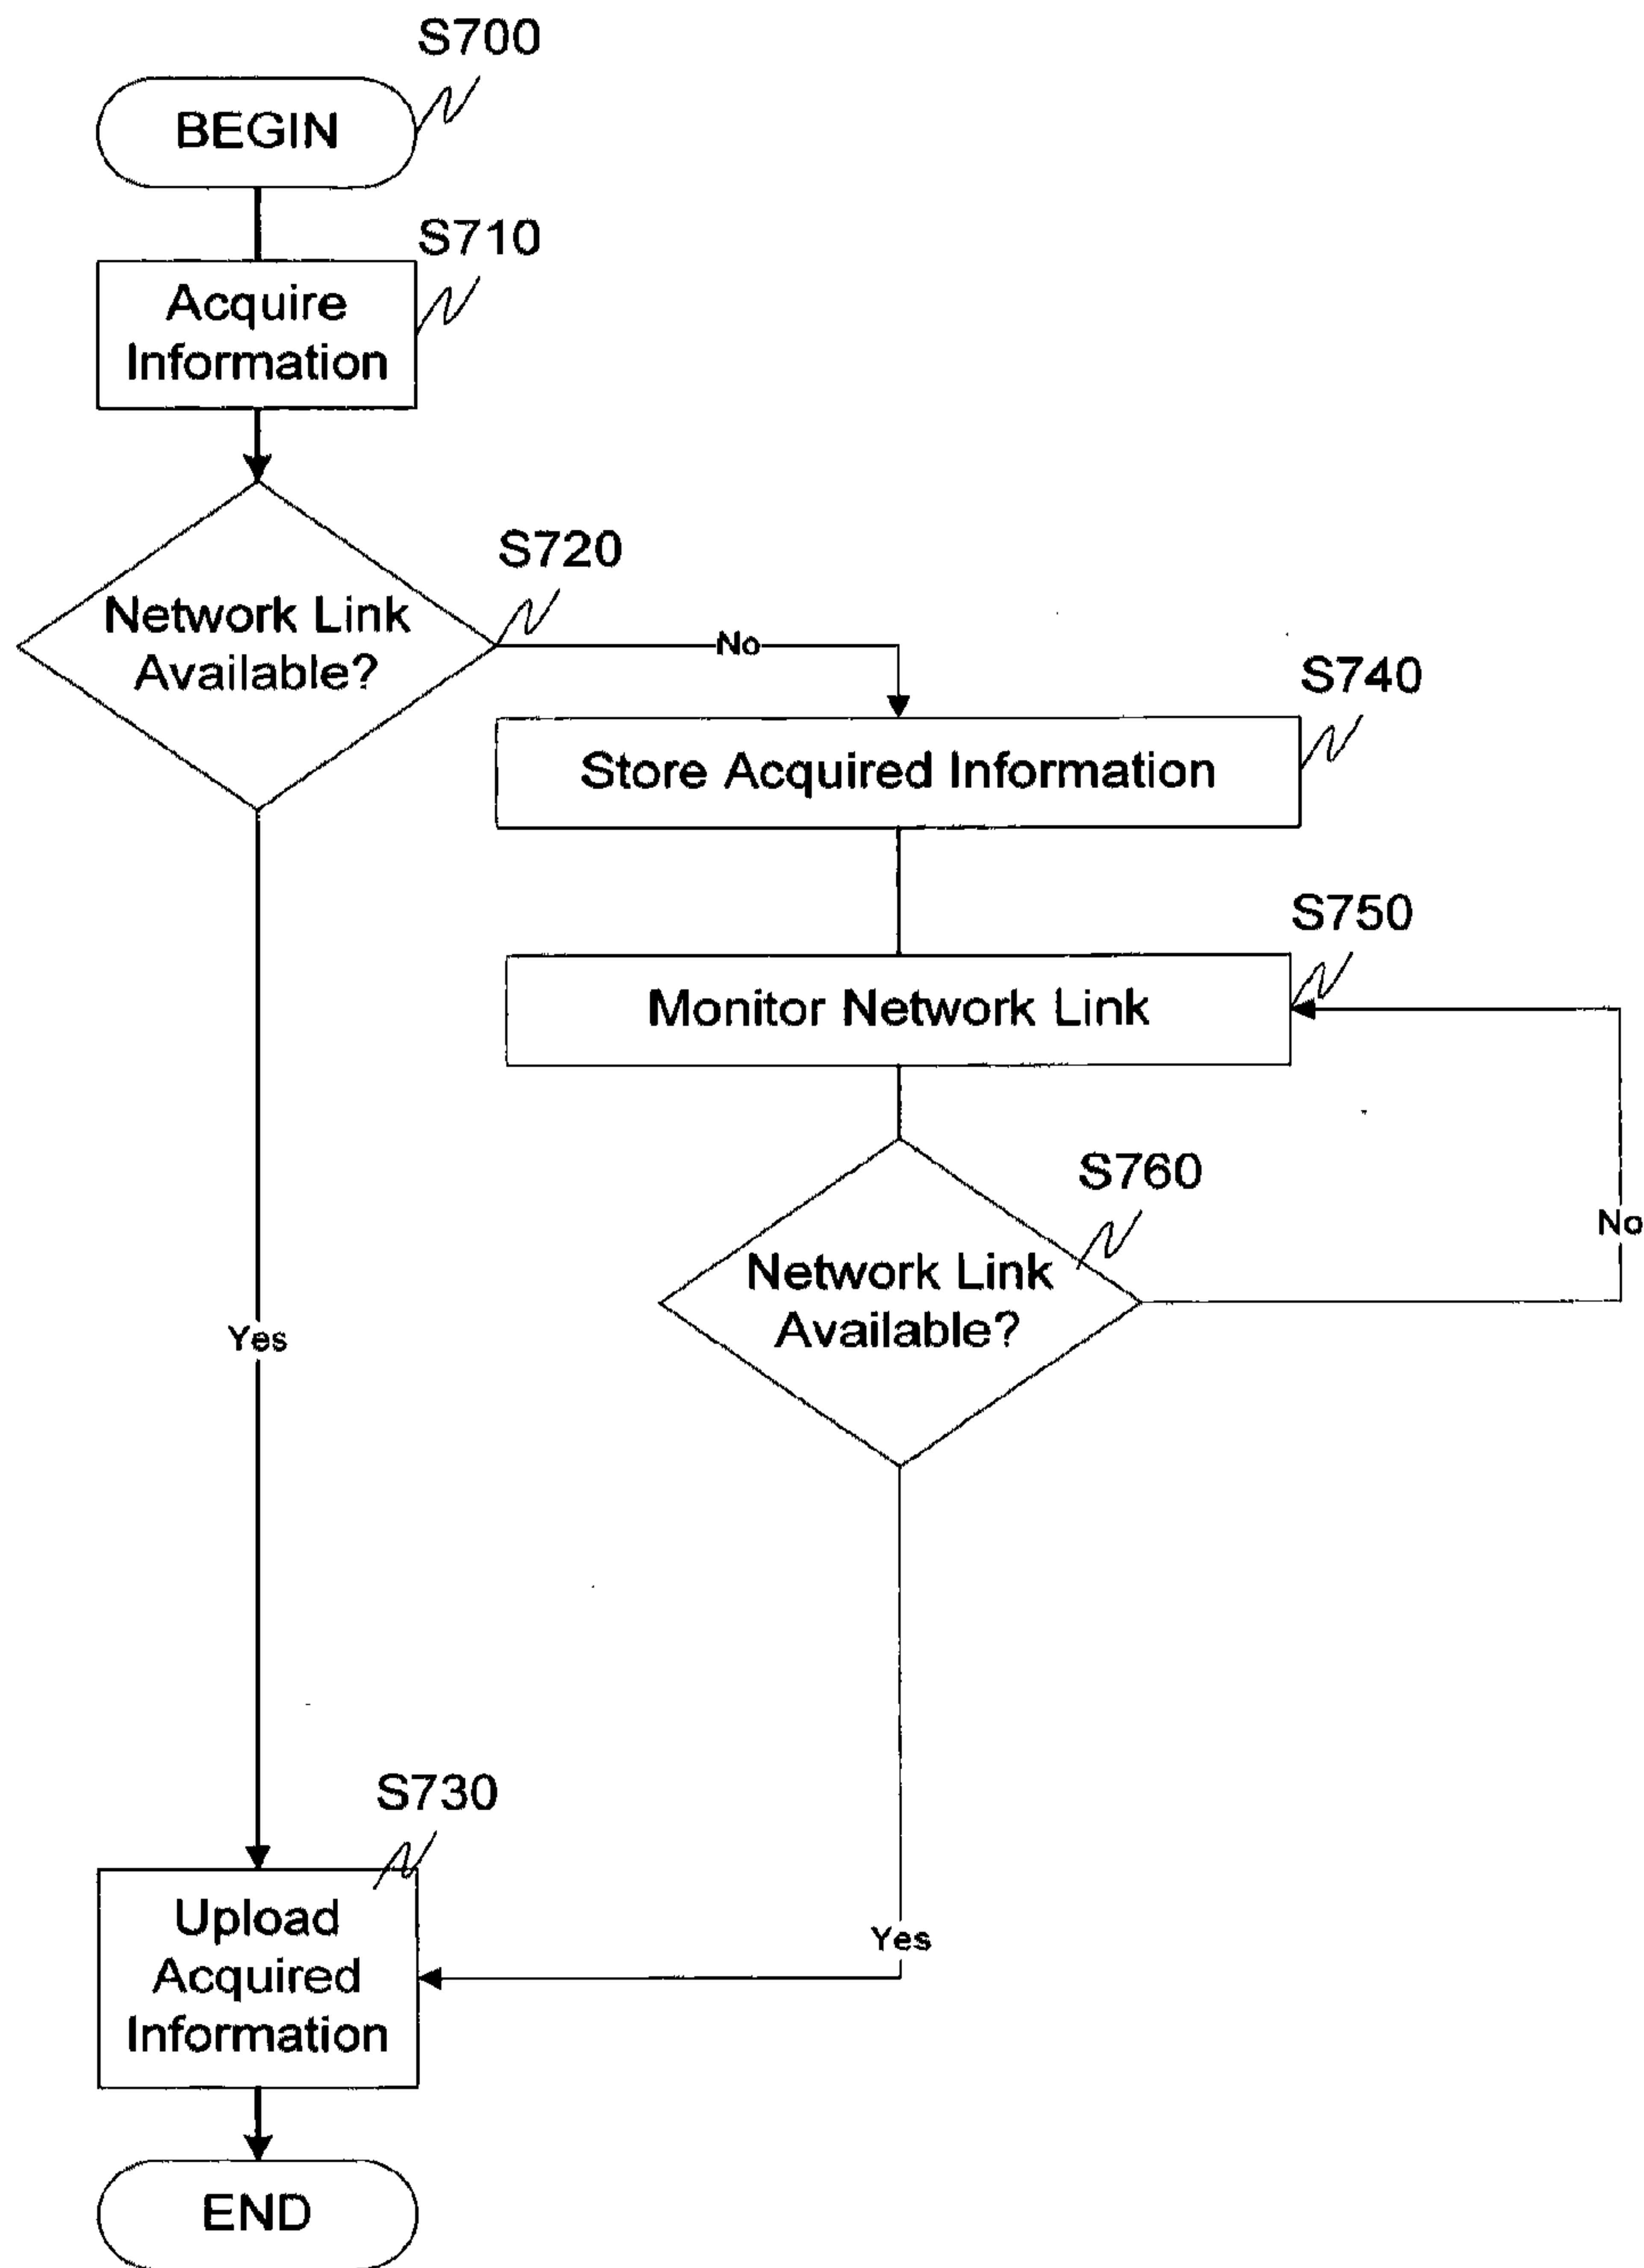 S700
BEGIN
S710
Acquire
Information
S720
Network Link
Available?
No
S740
Store Acquired Information
S750
Monitor Network Link
S760
Network Link
Available?
No
Yes
S730
Upload
Acquired
Information
Yes
END